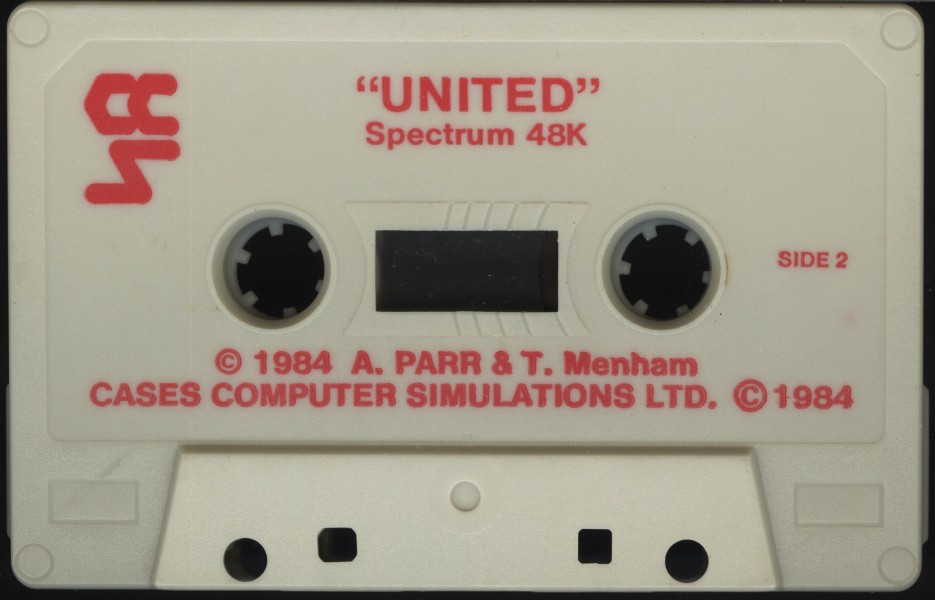 “UNITED”
Spectrum 48K
SIDE 2
© 1984 A. PARR & T. Menham
CASES COMPUTER SIMULATIONS LTD. © 1984